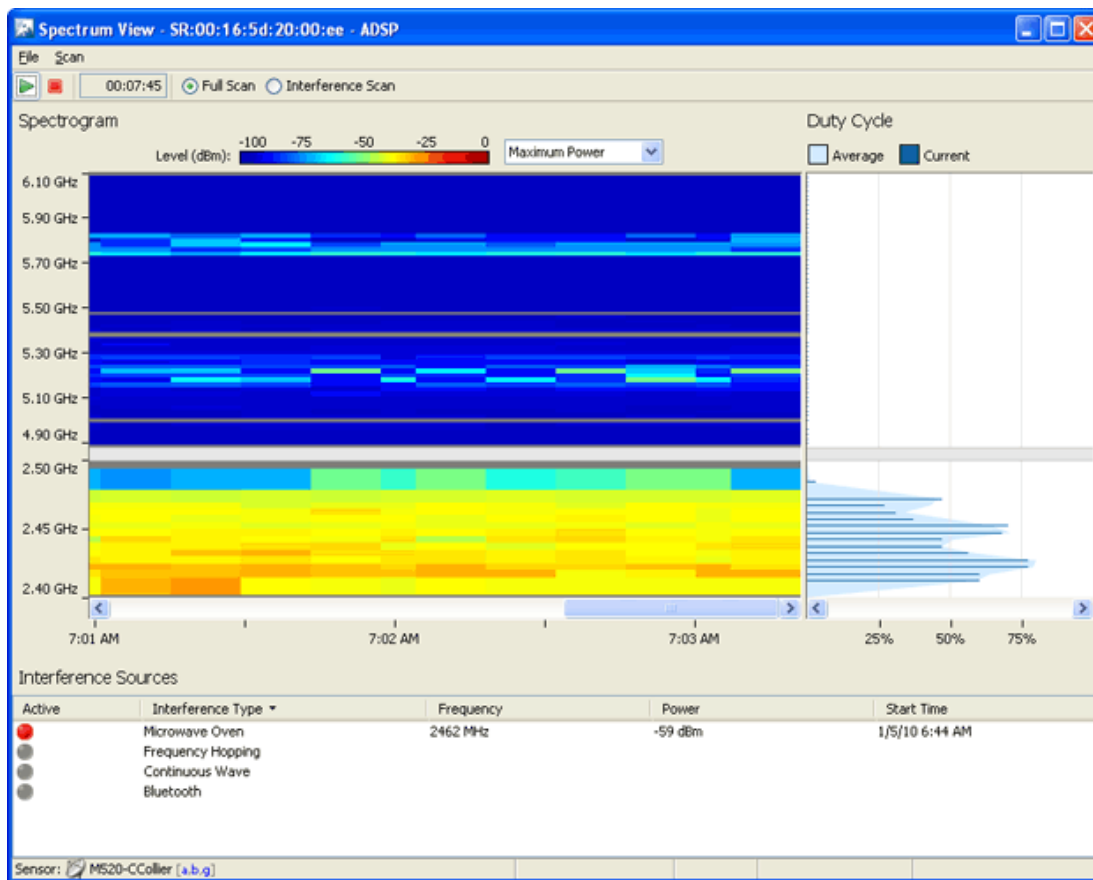 Spectrum View - SR:00:16:5d:20:00:ee - ADSP
File Scan
00:07:45 Full Scan Interference Scan
Spectrogram
Duty Cycle
Level (dBm): -100 -75 -50 -25 0 Maximum Power
Average Current
6.10 GHz
5.90 GHz
5.70 GHz
5.50 GHz
5.30 GHz
5.10 GHz
4.90 GHz
2.50 GHz
2.45 GHz
2.40 GHz
7:01 AM 7:02 AM 7:03 AM 25% 50% 75%
Interference Sources
Active Interference Type Frequency Power Start Time
Microwave Oven 2462 MHz -59 dBm 1/5/10 6:44 AM
Frequency Hopping
Continuous Wave
Bluetooth
Sensor: M520-CCollier [a.b.g]